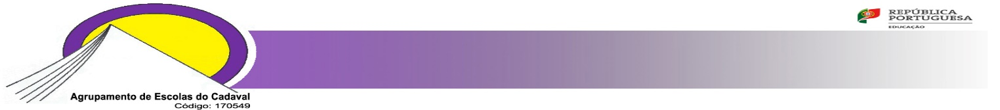 REPÚBLICA
PORTUGUESA
EDUCAÇÃO
Agrupamento de Escolas do Cadaval
Código: 170549